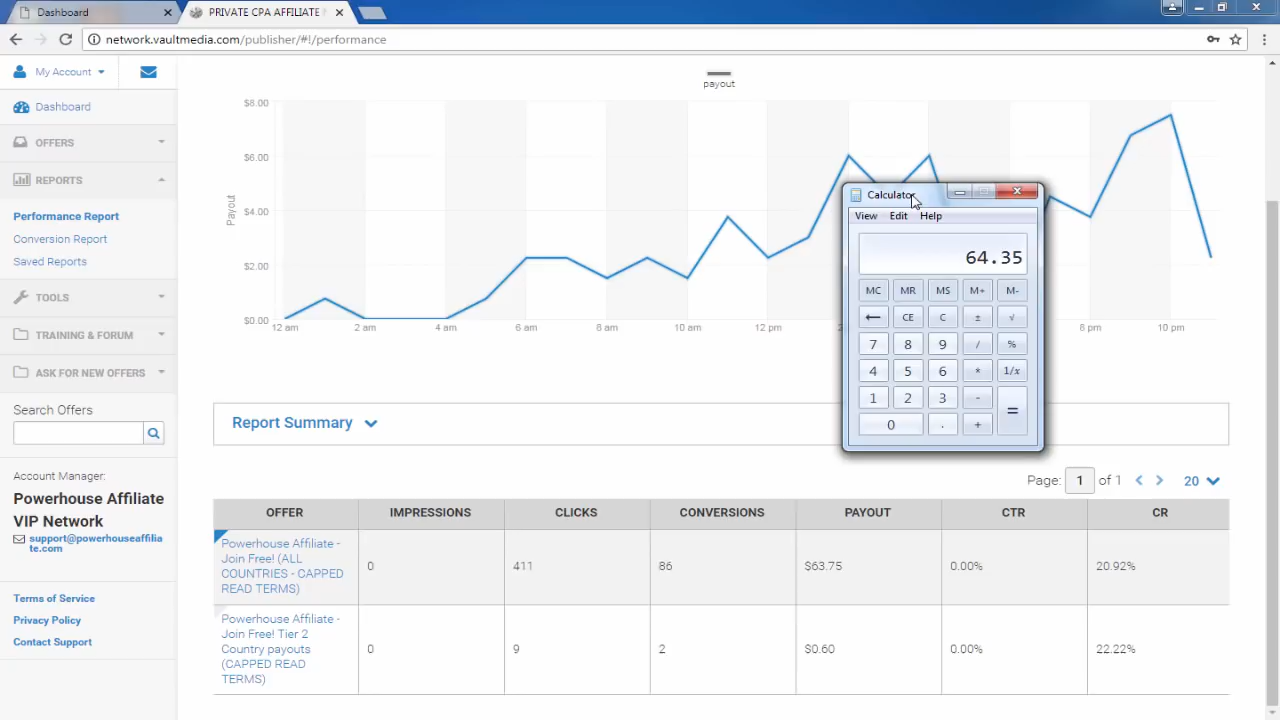 Dashboard
PRIVATE CPA AFFILIATE
network.vaultmedia.com/publisher/#!/performance
My Account
Dashboard
OFFERS
REPORTS
Performance Report
Conversion Report
Saved Reports
TOOLS
TRAINING & FORUM
ASK FOR NEW OFFERS
Search Offers
Account Manager:
Powerhouse Affiliate
VIP Network
support@powerhouseaffilia
te.com
Terms of Service
Privacy Policy
Contact Support
payout
$8.00
$6.00
$4.00
$2.00
$0.00
Payout
12 am 2 am 4 am 6 am 8 am 10 am 12 pm 8 pm 10 pm
Calculator
View Edit Help
64.35
MC MR MS M+ M-
← CE C ± √
7 8 9 / %
4 5 6 * 1/x
1 2 3 - =
0 . +
Report Summary
Page: 1 of 1 20
OFFER IMPRESSIONS CLICKS CONVERSIONS PAYOUT CTR CR
Powerhouse Affiliate -
Join Free! (ALL
COUNTRIES - CAPPED
READ TERMS)
0 411 86 $63.75 0.00% 20.92%
Powerhouse Affiliate -
Join Free! Tier 2
Country payouts
(CAPPED READ
TERMS)
0 9 2 $0.60 0.00% 22.22%